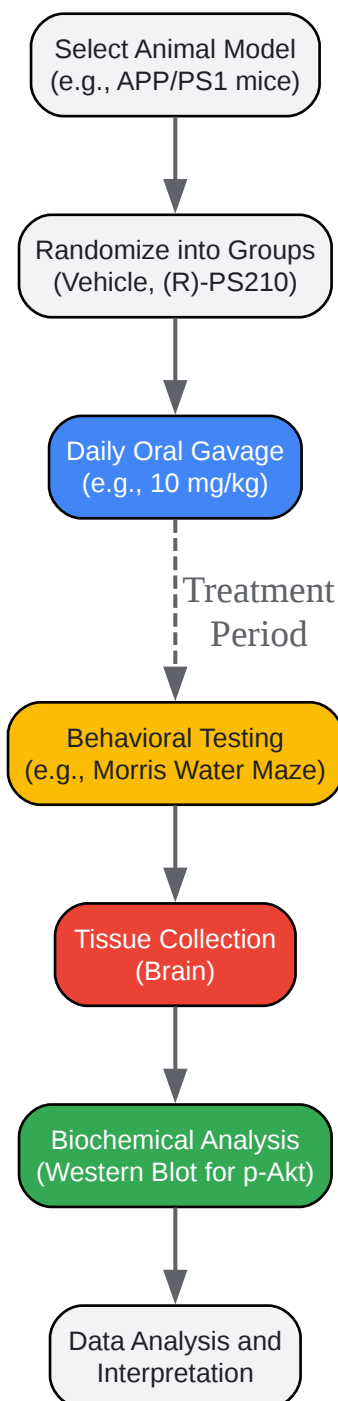 Select Animal Model
(e.g., APP/PS1 mice)
Randomize into Groups
(Vehicle, (R)-PS210)
Daily Oral Gavage
(e.g., 10 mg/kg)
Treatment
Period
Behavioral Testing
(e.g., Morris Water Maze)
Tissue Collection
(Brain)
Biochemical Analysis
(Western Blot for p-Akt)
Data Analysis and
Interpretation